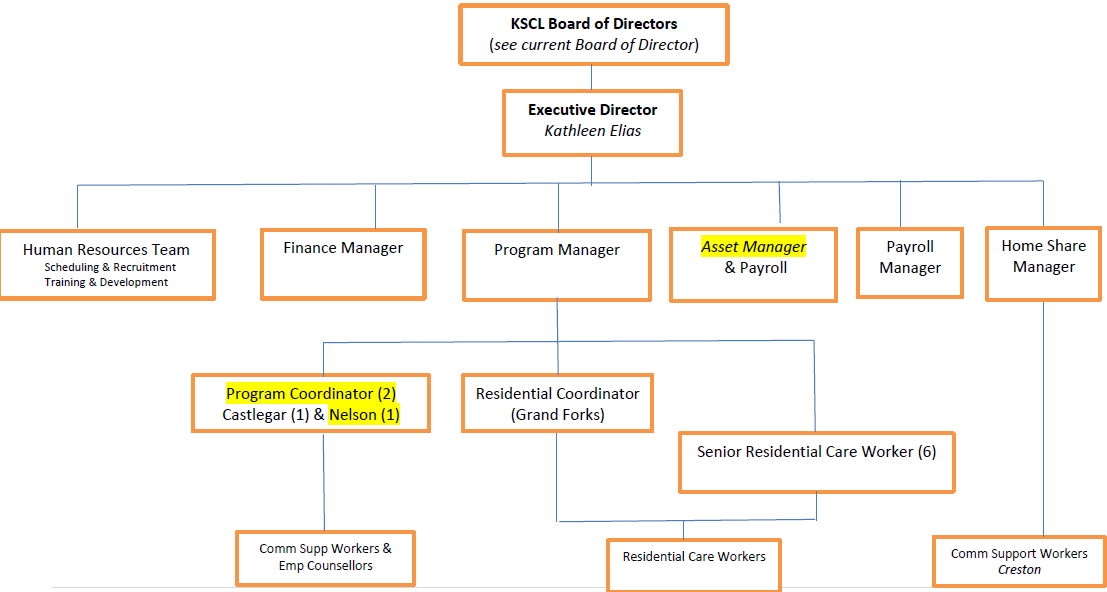 KSCL Board of Directors
(see current Board of Director)
Executive Director
Kathleen Elias
Human Resources Team
Scheduling & Recruitment
Training & Development
Finance Manager
Program Manager
Asset Manager
& Payroll
Payroll
Manager
Home Share
Manager
Program Coordinator (2)
Castlegar (1) & Nelson (1)
Residential Coordinator
(Grand Forks)
Senior Residential Care Worker (6)
Comm Supp Workers &
Emp Counsellors
Residential Care Workers
Comm Support Workers
Creston